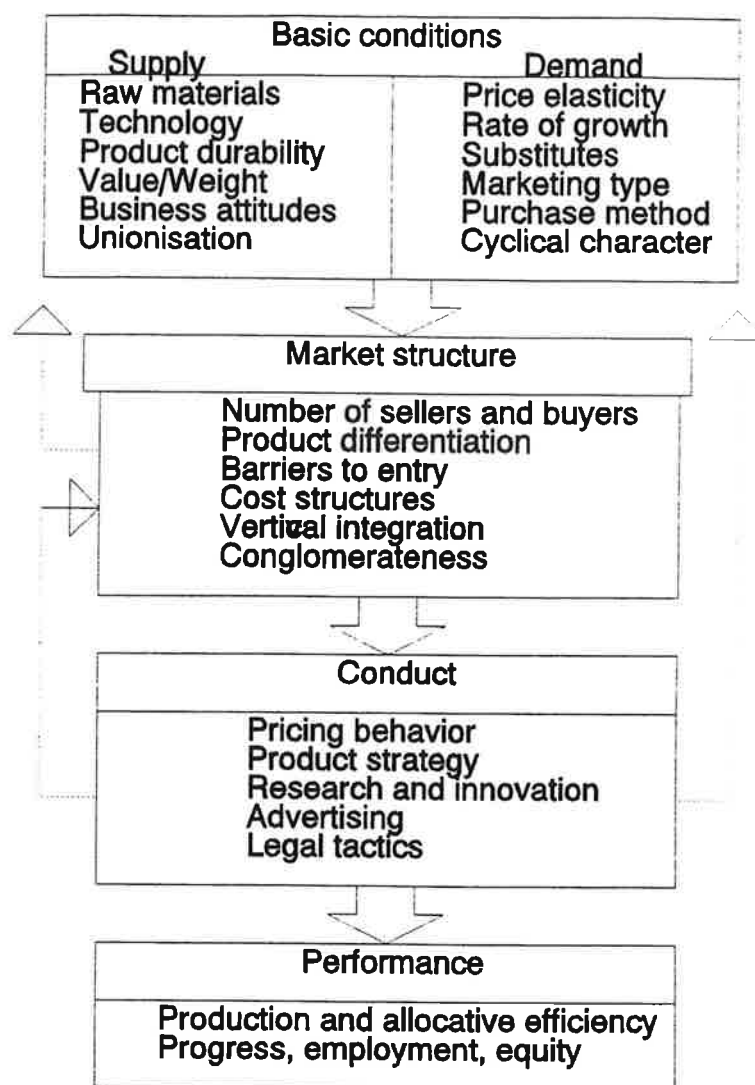 Basic conditions
Supply
Demand
Raw materials
Technology
Product durability
Value/Weight
Business attitudes
Unionisation
Price elasticity
Rate of growth
Substitutes
Marketing type
Purchase method
Cyclical character
Market structure
Number of sellers and buyers
Product differentiation
Barriers to entry
Cost structures
Vertical integration
Conglomerateness
Conduct
Pricing behavior
Product strategy
Research and innovation
Advertising
Legal tactics
Performance
Production and allocative efficiency
Progress, employment, equity